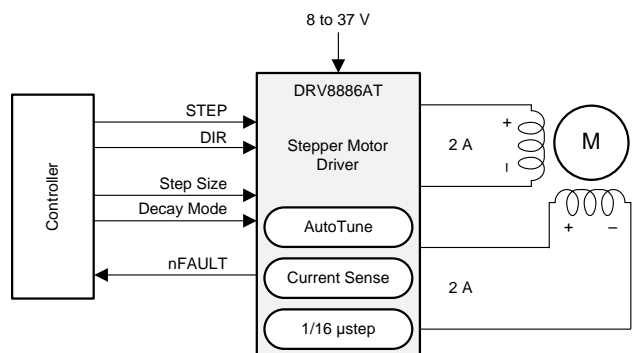 8 to 37 V
DRV8886AT
Stepper Motor
Driver
Controller
STEP
DIR
Step Size
Decay Mode
nFAULT
AutoTune
Current Sense
1/16 µstep
+
2 A
–
M
+ –
2 A